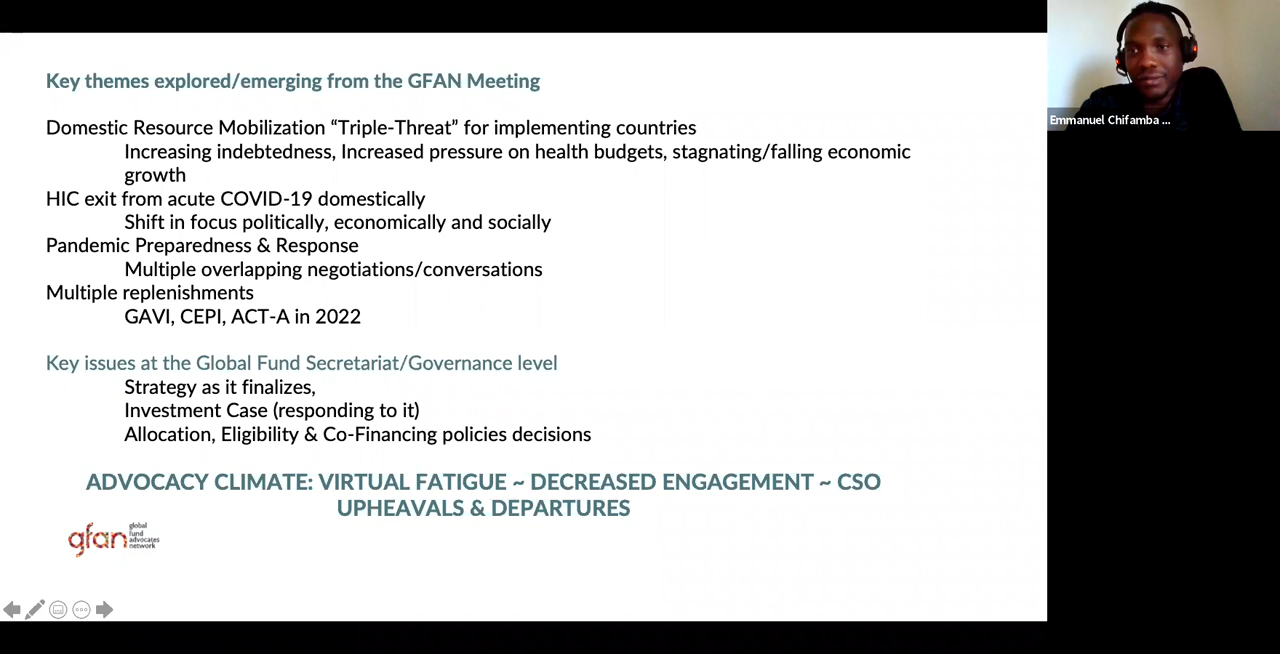 Key themes explored/emerging from the GFAN Meeting
Domestic Resource Mobilization “Triple-Threat” for implementing countries
Increasing indebtedness, Increased pressure on health budgets, stagnating/falling economic
growth
HIC exit from acute COVID-19 domestically
Shift in focus politically, economically and socially
Pandemic Preparedness & Response
Multiple overlapping negotiations/conversations
Multiple replenishments
GAVI, CEPI, ACT-A in 2022
Key issues at the Global Fund Secretariat/Governance level
Strategy as it finalizes,
Investment Case (responding to it)
Allocation, Eligibility & Co-Financing policies decisions
ADVOCACY CLIMATE: VIRTUAL FATIGUE ~ DECREASED ENGAGEMENT ~ CSO
UPHEAVALS & DEPARTURES
gfan
global
fund
advocates
network
Emmanuel Chifamba ...